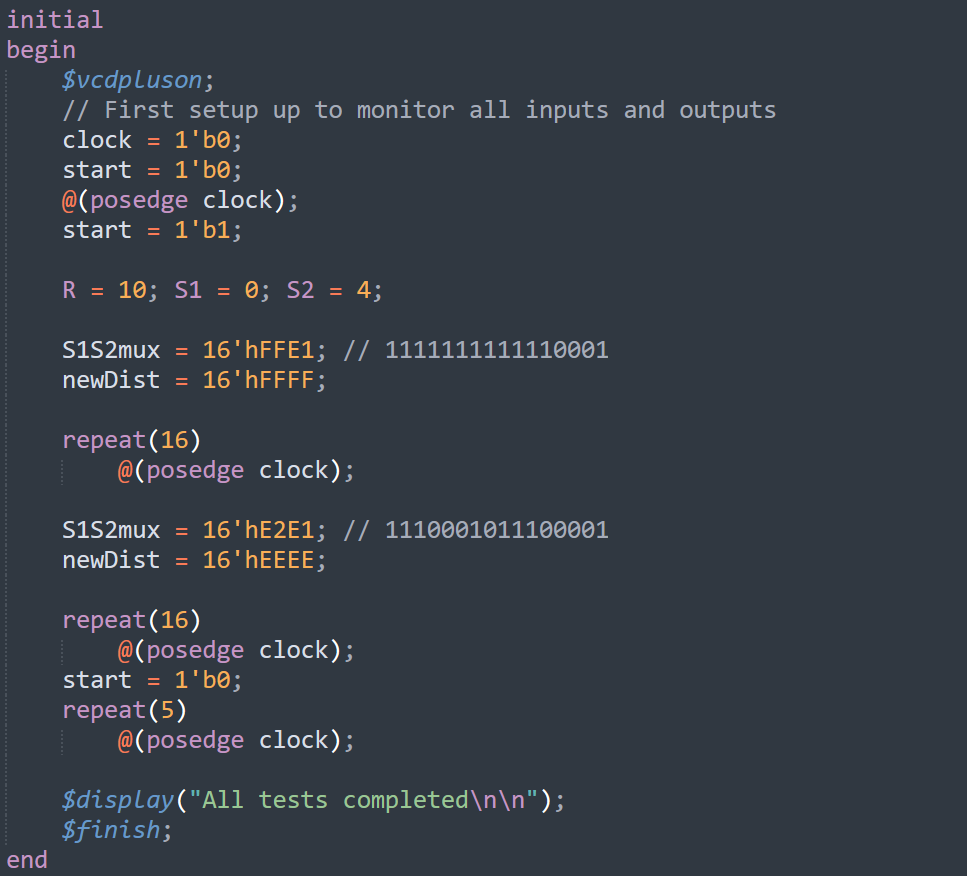 initial
begin
$vcdpluson;
// First setup up to monitor all inputs and outputs
clock = 1'b0;
start = 1'b0;
@(posedge clock);
start = 1'b1;
R = 10; S1 = 0; S2 = 4;
S1S2mux = 16'hFFE1; // 1111111111110001
newDist = 16'hFFFF;
repeat(16)
@(posedge clock);
S1S2mux = 16'hE2E1; // 1110001011100001
newDist = 16'hEEEE;
repeat(16)
@(posedge clock);
start = 1'b0;
repeat(5)
@(posedge clock);
$display("All tests completed\n\n");
$finish;
end